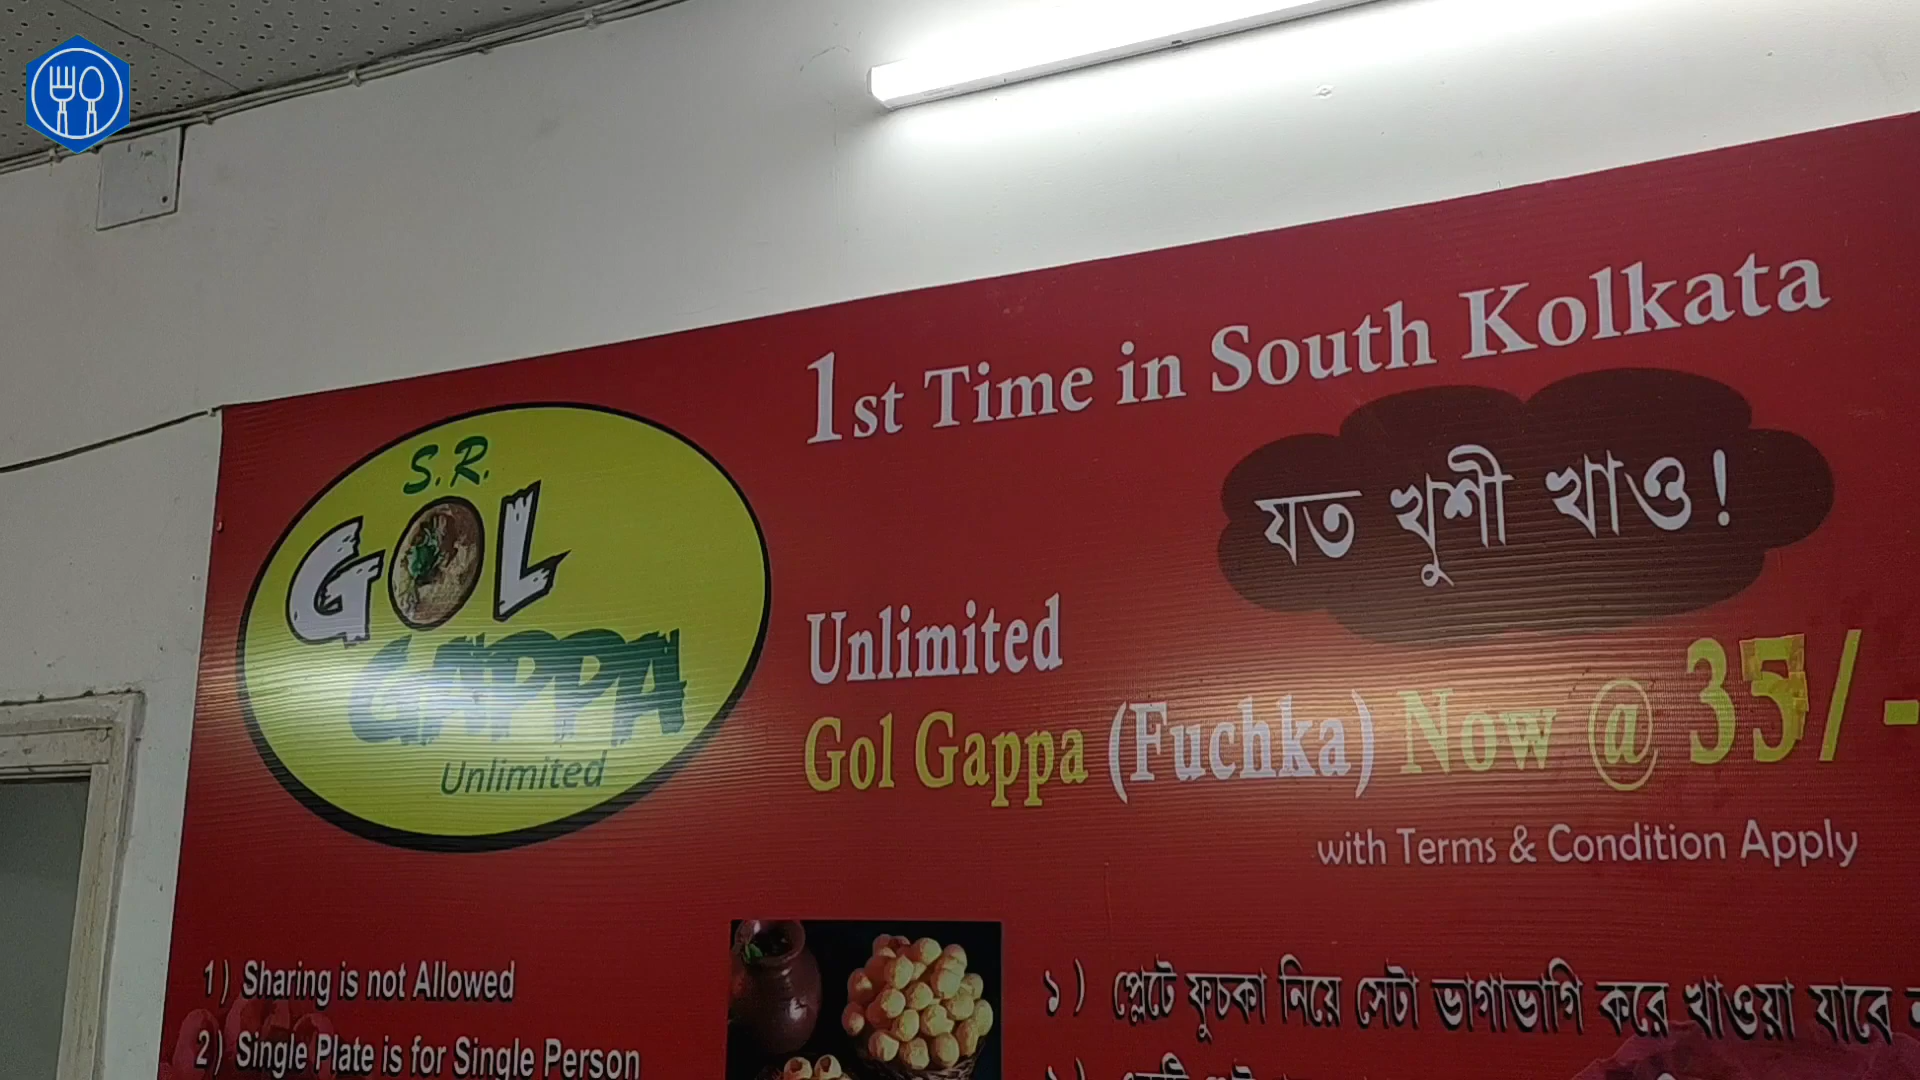 1st Time in South Kolkata
S.R.
GOL
GAPPA
Unlimited
যত খুশী খাও!
Unlimited
Gol Gappa (Fuchka) Now @ 35/-
with Terms & Condition Apply
1) Sharing is not Allowed
2) Single Plate is for Single Person
১) প্লেটে ফুচকা নিয়ে সেটা ভাগাভাগি করে খাওয়া যাবে